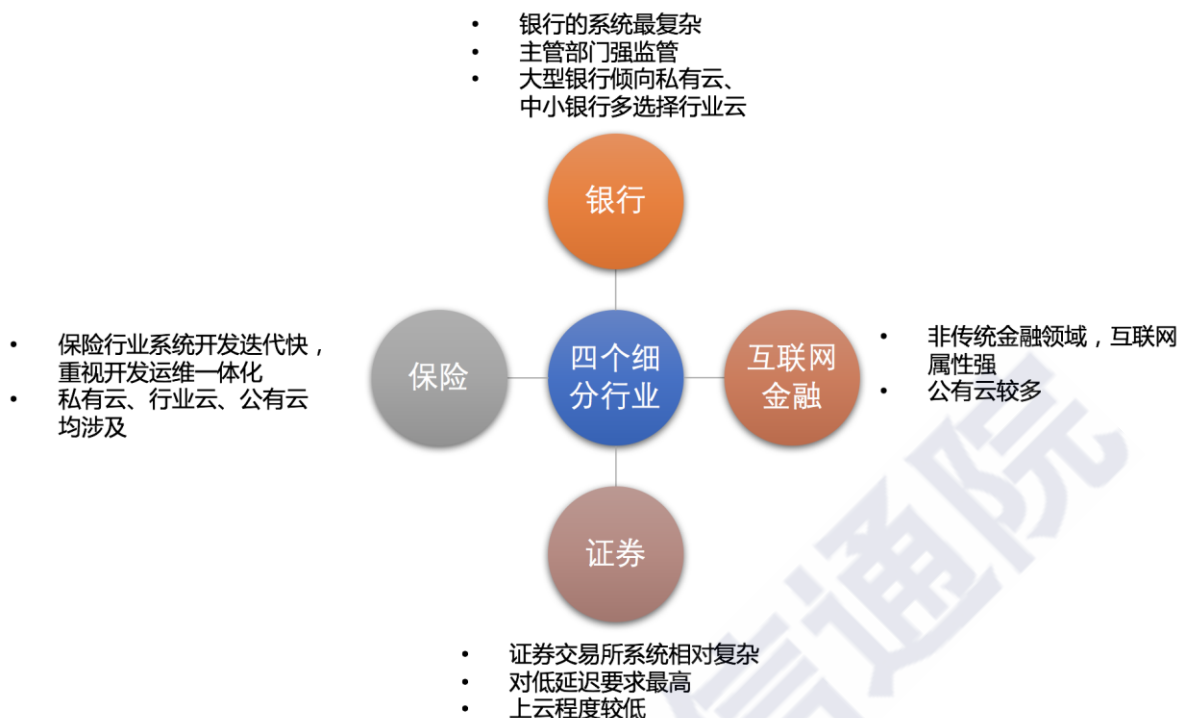 • 银行的系统最复杂
• 主管部门强监管
• 大型银行倾向私有云、
中小银行多选择行业云
银行
• 保险行业系统开发迭代快，
重视开发运维一体化
• 私有云、行业云、公有云
均涉及
保险
四个细
分行业
互联网
金融
• 非传统金融领域，互联网
属性强
• 公有云较多
证券
• 证券交易所系统相对复杂
• 对低延迟要求最高
• 上云程度较低
信通院